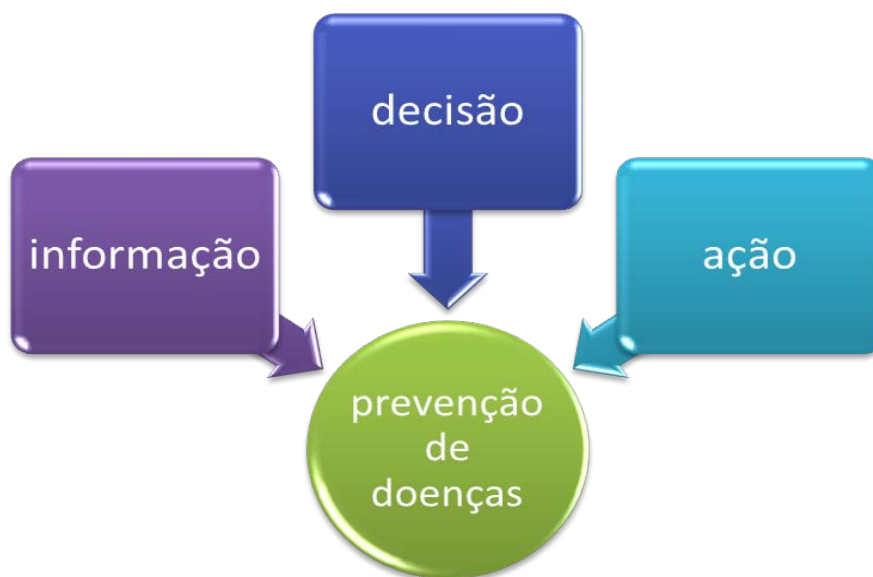 informação
decisão
ação
prevenção
de
doenças